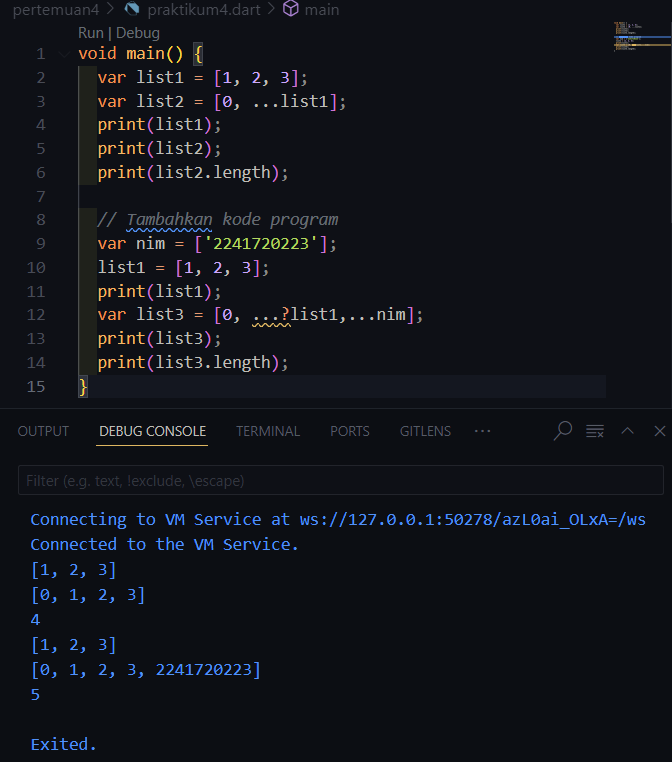 pertemuan4 > praktikum4.dart > main
Run | Debug
1 void main() {
2 var list1 = [1, 2, 3];
3 var list2 = [0, ...list1];
4 print(list1);
5 print(list2);
6 print(list2.length);
7
8 // Tambahkan kode program
9 var nim = ['2241720223'];
10 list1 = [1, 2, 3];
11 print(list1);
12 var list3 = [0, ...?list1,...nim];
13 print(list3);
14 print(list3.length);
15 }
OUTPUT DEBUG CONSOLE TERMINAL PORTS GITLENS ...
Filter (e.g. text, !exclude, \escape)
Connecting to VM Service at ws://127.0.0.1:50278/azL0ai_OLxA=/ws
Connected to the VM Service.
[1, 2, 3]
[0, 1, 2, 3]
4
[1, 2, 3]
[0, 1, 2, 3, 2241720223]
5
Exited.